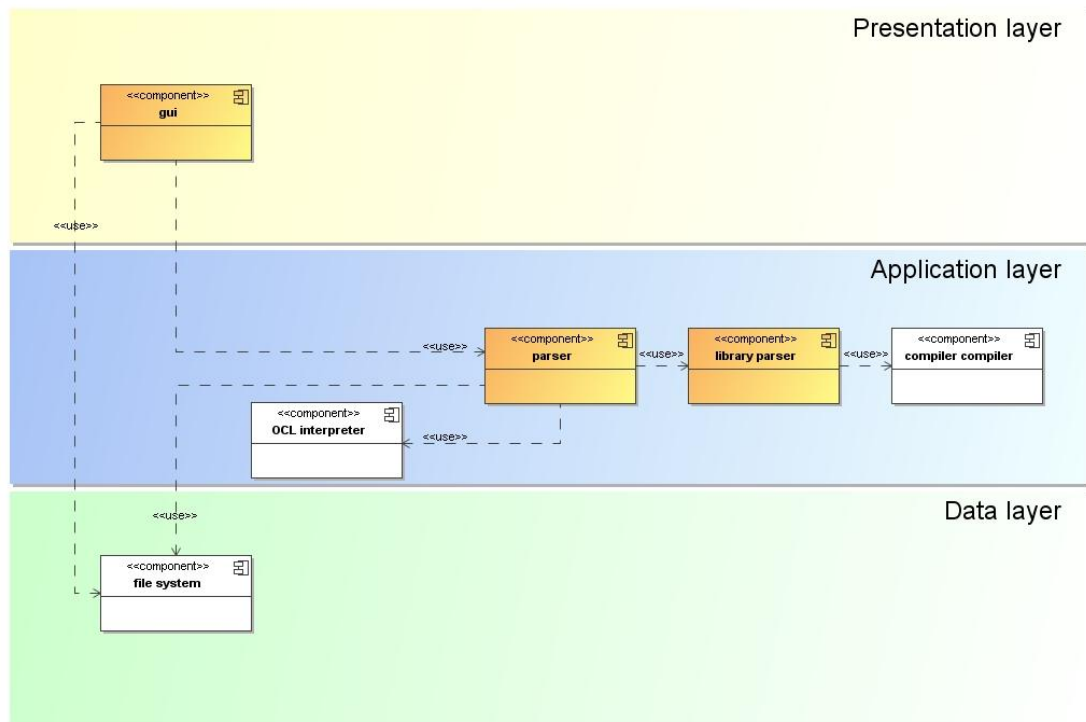 Presentation layer
<<component>>
gui
<<use>>
Application layer
<<component>>
parser
<<component>>
library parser
<<component>>
compiler compiler
<<use>>
<<use>>
<<use>>
<<component>>
OCL interpreter
<<use>>
Data layer
<<use>>
<<component>>
file system